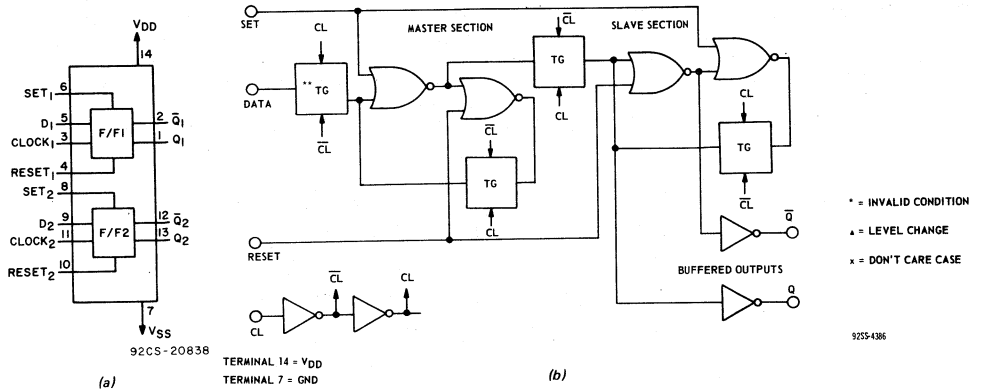 VDD
14
6
SET1
D1
5
2
Q̅1
CLOCK1
3
F/F1
1
Q1
RESET1
4
SET2
8
D2
9
12
Q̅2
CLOCK2
11
F/F2
13
Q2
RESET2
10
7
VSS
92CS-20838
(a)
SET
MASTER SECTION
SLAVE SECTION
CL
C̅L̅
DATA
** TG
C̅L̅
TG
CL
C̅L̅
TG
CL
CL
TG
C̅L̅
RESET
Q̅
BUFFERED OUTPUTS
Q
C̅L̅
CL
CL
TERMINAL 14 = VDD
TERMINAL 7 = GND
(b)
* = INVALID CONDITION
▲ = LEVEL CHANGE
x = DON'T CARE CASE
92SS-4386